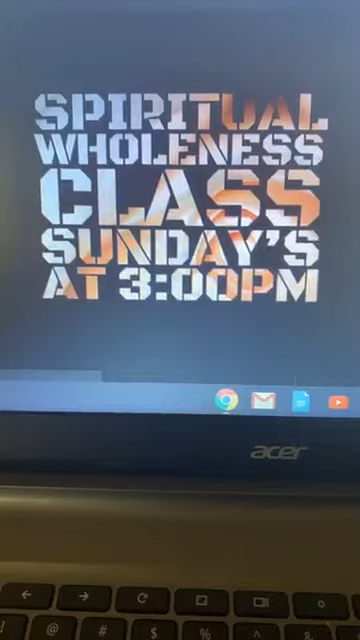 SPIRITUAL
WHOLENESS
CLASS
SUNDAY'S
AT 3:00PM
acer
! @ # $ % ^ &